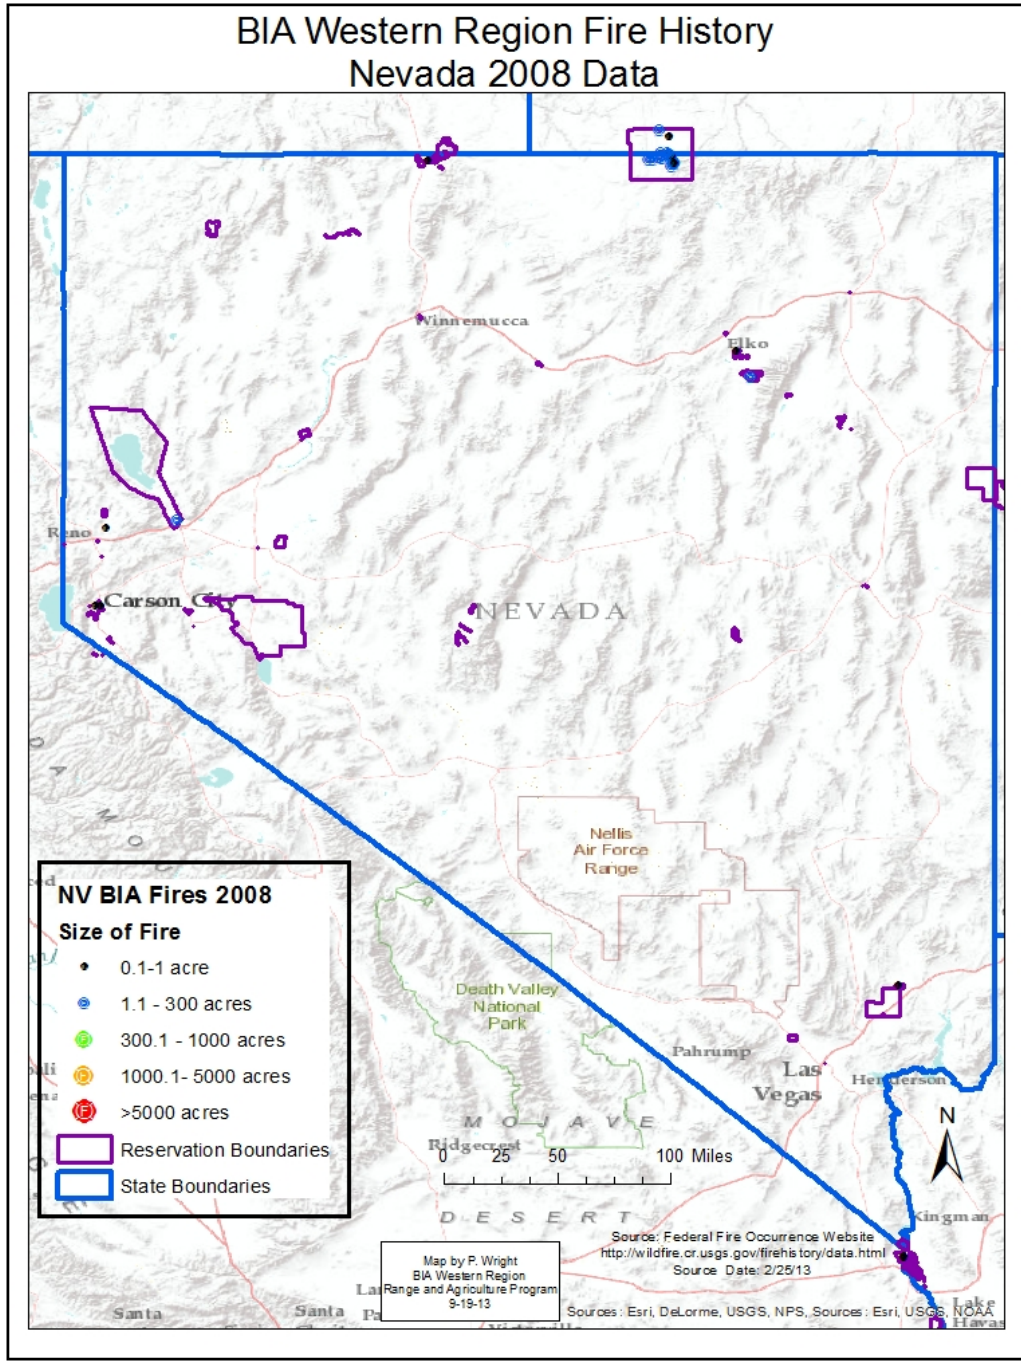 BIA Western Region Fire History
Nevada 2008 Data
Winnemucca
Elko
Reno
Carson City
NEVADA
Nellis
Air Force
Range
NV BIA Fires 2008
Size of Fire
0.1-1 acre
1.1 - 300 acres
300.1 - 1000 acres
1000.1- 5000 acres
>5000 acres
Reservation Boundaries
State Boundaries
Death Valley
National
Park
Pahrump
Las
Vegas
Henderson
MOJAVE
Ridgecrest
0 25 50 100 Miles
N
DESERT
Kingman
Source: Federal Fire Occurrence Website
http://wildfire.cr.usgs.gov/firehistory/data.html
Source Date: 2/25/13
Map by P. Wright
BIA Western Region
Range and Agriculture Program
9-19-13
Sources: Esri, DeLorme, USGS, NPS, Sources: Esri, USGS, NOAA
Lake
Havas
Santa
Santa